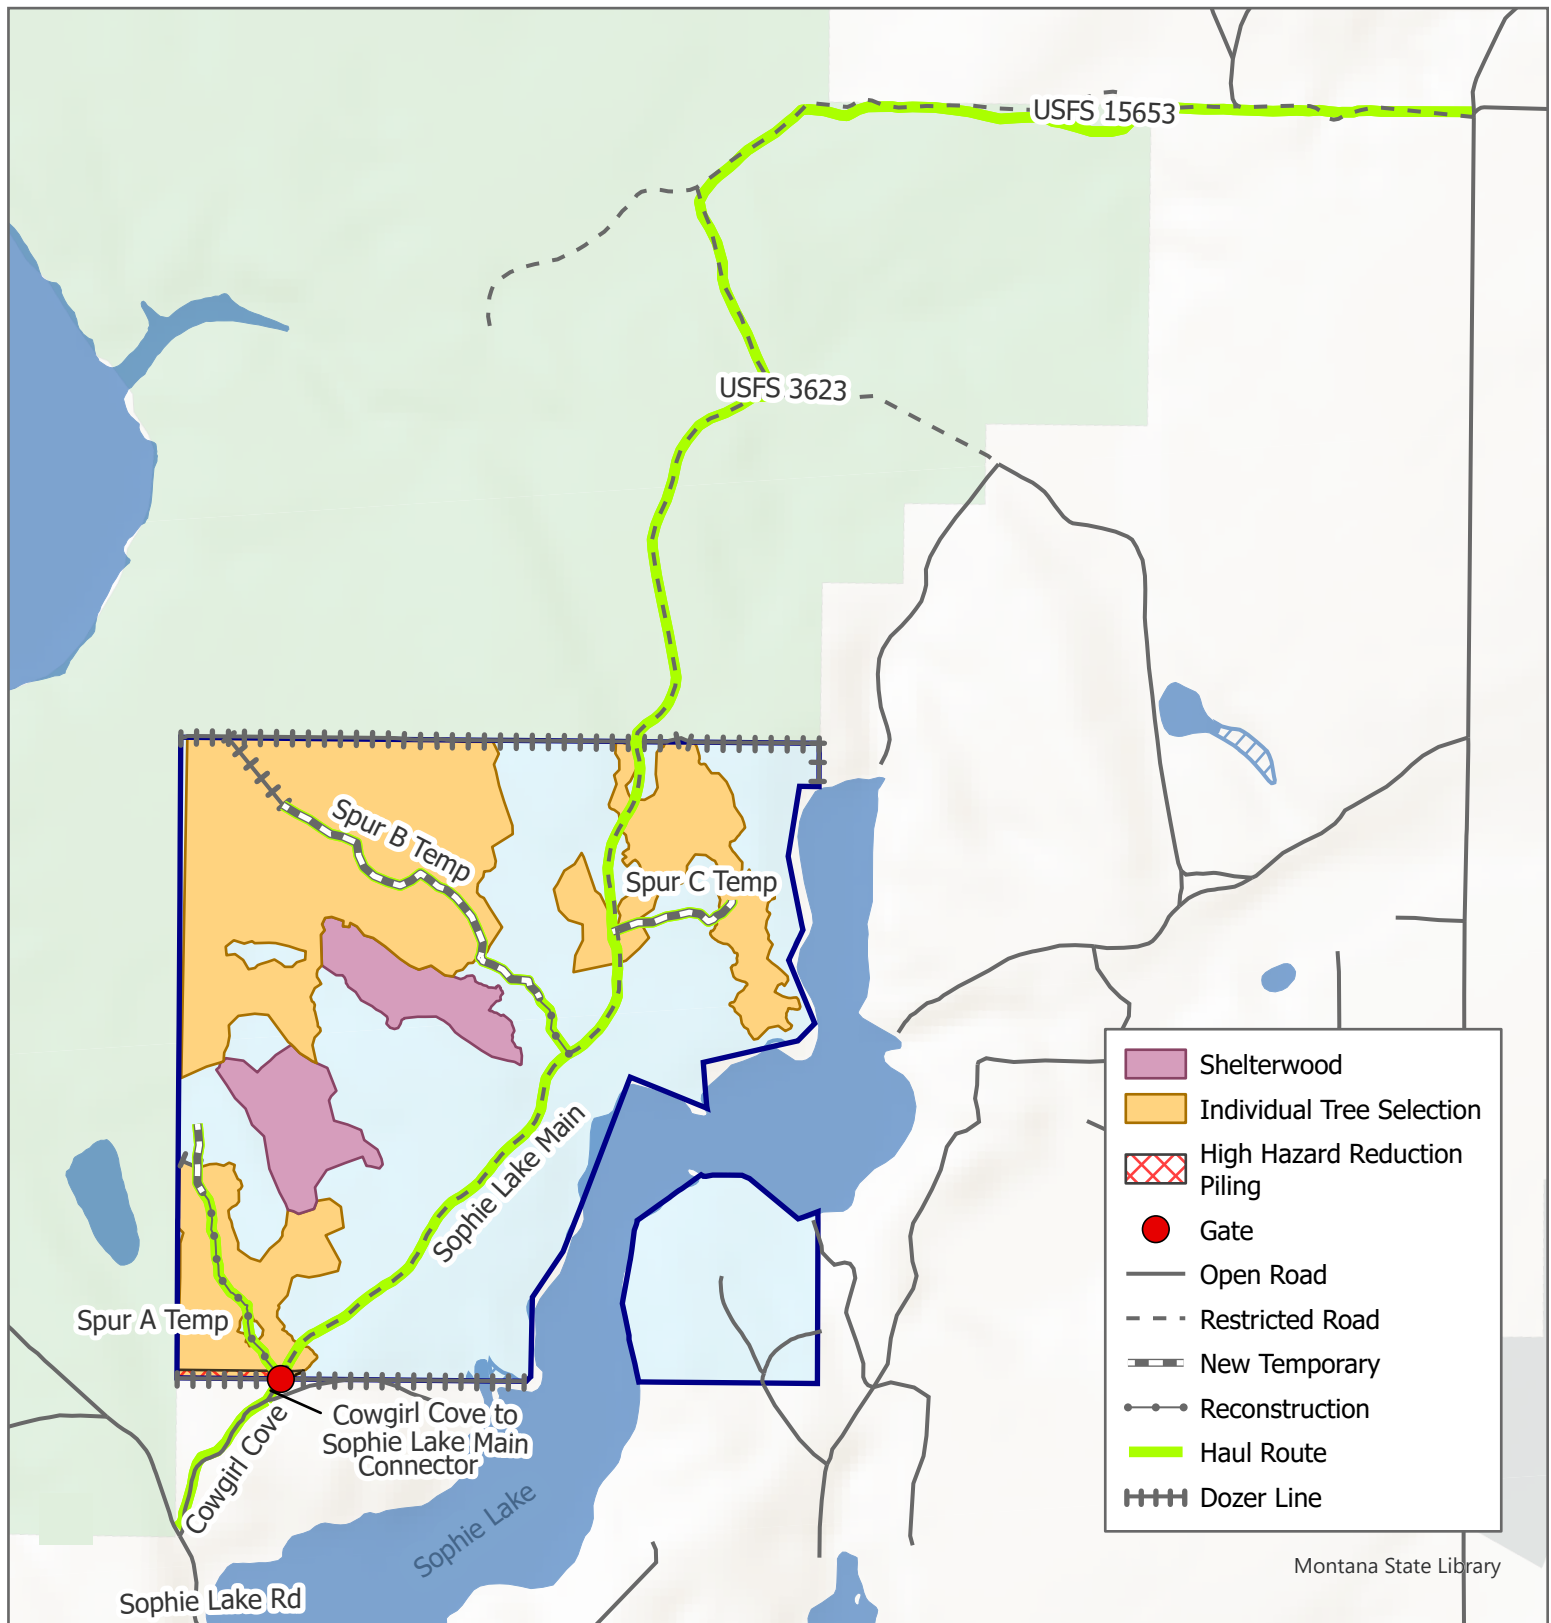 USFS 15653
USFS 3623
Spur B Temp
Spur C Temp
Sophie Lake Main
Spur A Temp
Cowgirl Cove to
Sophie Lake Main
Connector
Cowgirl Cove
Sophie Lake
Sophie Lake Rd
Shelterwood
Individual Tree Selection
High Hazard Reduction
Piling
Gate
Open Road
Restricted Road
New Temporary
Reconstruction
Haul Route
Dozer Line
Montana State Library